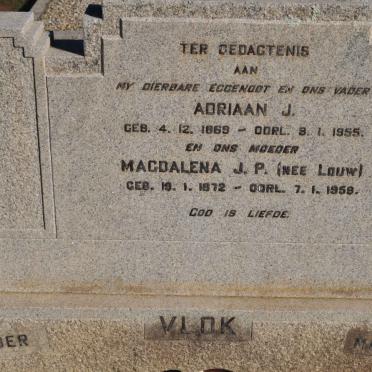 TER GEDAGTENIS
AAN
MY DIERBARE EGGENOOT EN ONS VADER
ADRIAAN J.
GEB. 4. 12. 1869 – OORL. 8. 1. 1955.
EN ONS MOEDER
MAGDALENA J. P. (NEE LOUW)
GEB. 19. 1. 1872 – OORL. 7. 1. 1958.
GOD IS LIEFDE.
VLOK